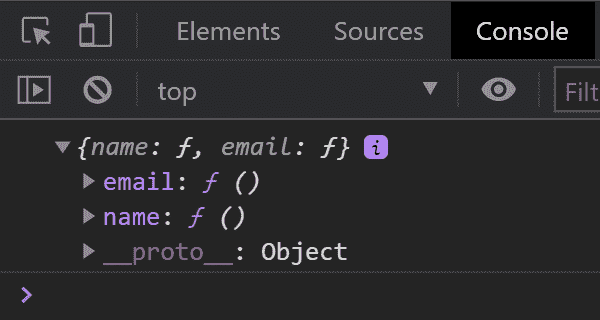 Elements Sources Console
top Filt
{name: ƒ, email: ƒ} i
email: ƒ ()
name: ƒ ()
__proto__: Object